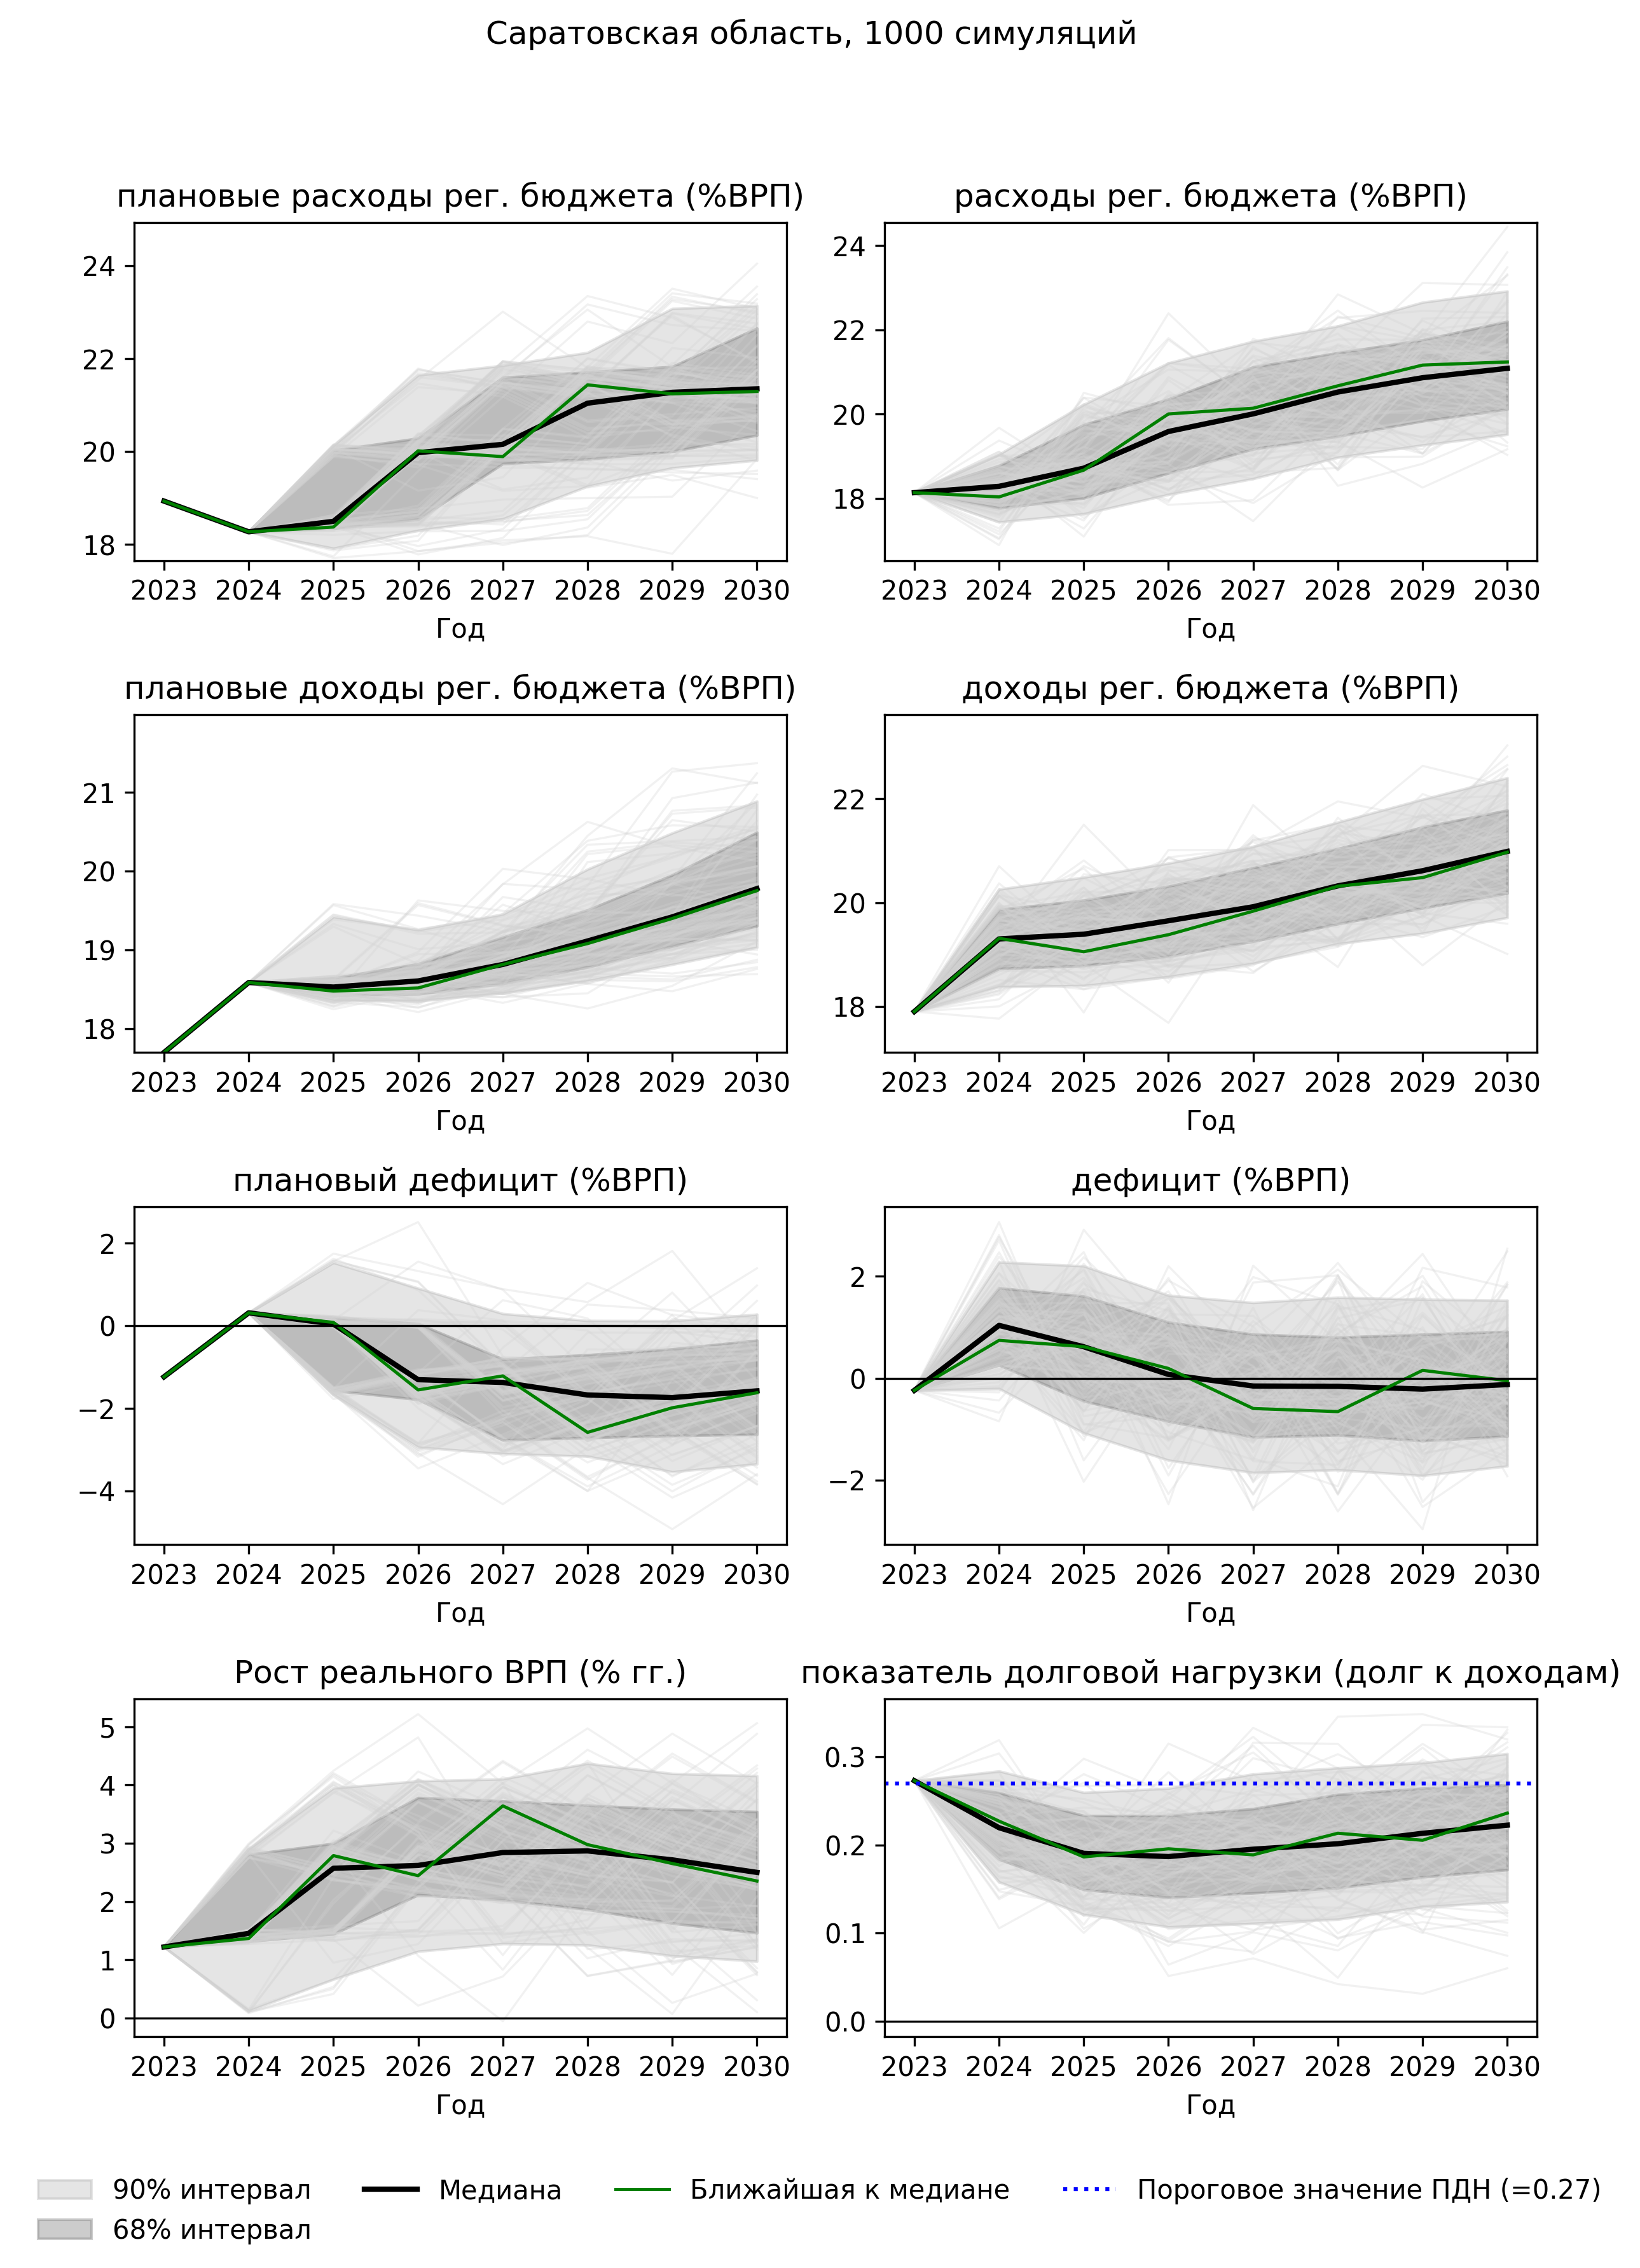 Саратовская область, 1000 симуляций
плановые расходы рег. бюджета (%ВРП)
24
22
20
18
2023 2024 2025 2026 2027 2028 2029 2030
Год
расходы рег. бюджета (%ВРП)
24
22
20
18
2023 2024 2025 2026 2027 2028 2029 2030
Год
плановые доходы рег. бюджета (%ВРП)
21
20
19
18
2023 2024 2025 2026 2027 2028 2029 2030
Год
доходы рег. бюджета (%ВРП)
22
20
18
2023 2024 2025 2026 2027 2028 2029 2030
Год
плановый дефицит (%ВРП)
2
0
−2
−4
2023 2024 2025 2026 2027 2028 2029 2030
Год
дефицит (%ВРП)
2
0
−2
2023 2024 2025 2026 2027 2028 2029 2030
Год
Рост реального ВРП (% гг.)
5
4
3
2
1
0
2023 2024 2025 2026 2027 2028 2029 2030
Год
показатель долговой нагрузки (долг к доходам)
0.3
0.2
0.1
0.0
2023 2024 2025 2026 2027 2028 2029 2030
Год
90% интервал
68% интервал
Медиана
Ближайшая к медиане
Пороговое значение ПДН (=0.27)